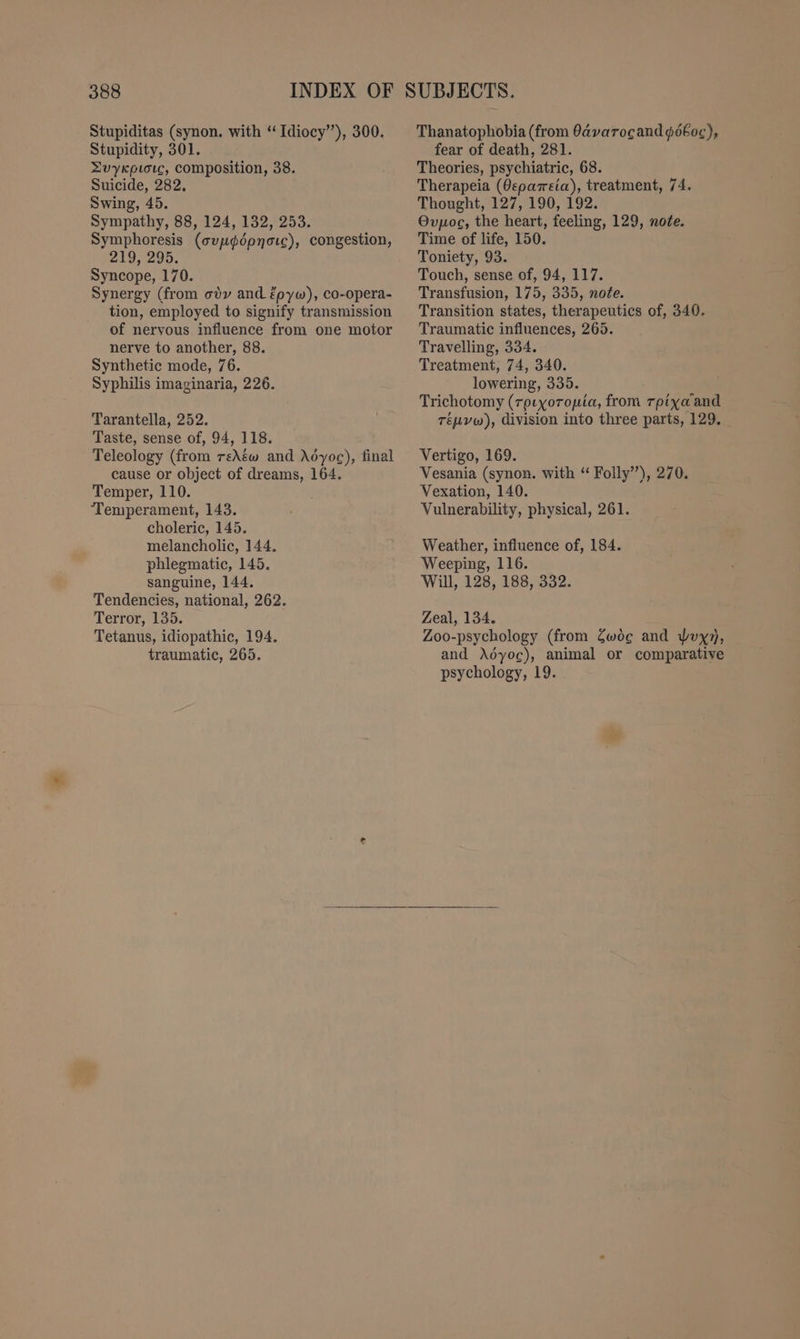 388 INDEX OF SUBJECTS.
Stupiditas (synon. with “Idiocy”), 300.
Stupidity, 301.
Σύγκρισις, composition, 38.
Suicide, 282.
Swing, 45.
Sympathy, 88, 124, 132, 253.
Symphoresis (συμφόρησις), congestion,
219, 295.
Syncope, 170.
Synergy (from σὺν and ἔργω), co-opera-
tion, employed to signify transmission
of nervous influence from one motor
nerve to another, 88.
Synthetic mode, 76.
Syphilis imaginaria, 226.
Tarantella, 252.
Taste, sense of, 94, 118.
Teleology (from τελέω and λόγος), final
cause or object of dreams, 164.
Temper, 110.
Temperament, 143.
choleric, 145.
melancholic, 144.
phlegmatic, 145.
sanguine, 144.
Tendencies, national, 262.
Terror, 135.
Tetanus, idiopathic, 194.
traumatic, 265.
Thanatophobia (from θάνατος and φόϐος),
fear of death, 281.
Theories, psychiatric, 68.
Therapeia (θεραπεία), treatment, 74.
Thought, 127, 190, 192.
Θυμος, the heart, feeling, 129, note.
Time of life, 150.
Toniety, 93.
Touch, sense of, 94, 117.
Transfusion, 175, 335, note.
Transition states, therapeutics of, 340.
Traumatic influences, 265.
Travelling, 334.
Treatment, 74, 340.
lowering, 335.
Trichotomy (τριχοτομία, from τρίχα and
τέμνω), division into three parts, 129.
Vertigo, 169.
Vesania (synon. with “Folly”), 270.
Vexation, 140.
Vulnerability, physical, 261.
Weather, influence of, 184.
Weeping, 116.
Will, 128, 188, 332.
Zeal, 134.
Zoo-psychology (from ζωὸς and ψυχή,
and λόγος), animal or comparative
psychology, 19.